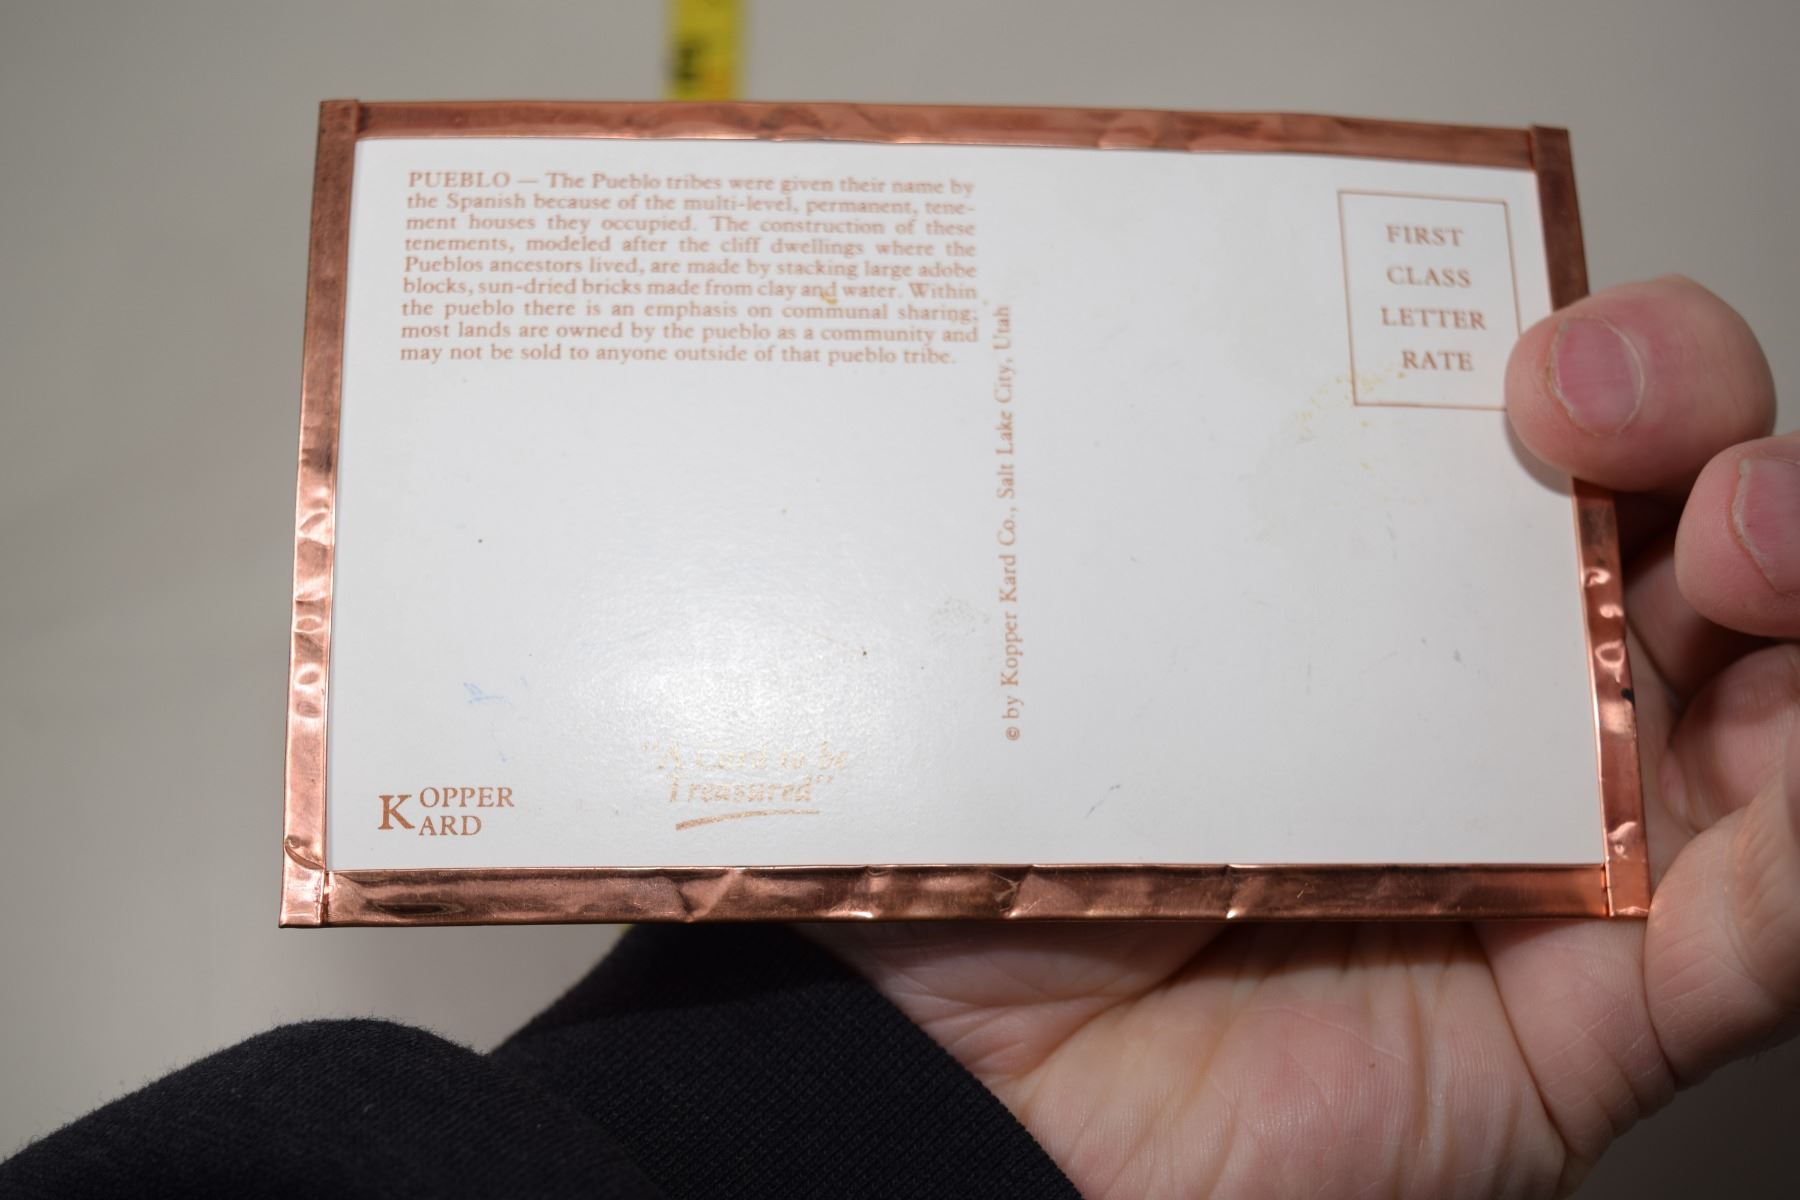 PUEBLO — The Pueblo tribes were given their name by
the Spanish because of the multi-level, permanent, tene-
ment houses they occupied. The construction of these
tenements, modeled after the cliff dwellings where the
Pueblos ancestors lived, are made by stacking large adobe
blocks, sun-dried bricks made from clay and water. Within
the pueblo there is an emphasis on communal sharing;
most lands are owned by the pueblo as a community and
may not be sold to anyone outside of that pueblo tribe.
KOPPER
KARD
"A Card to be
Treasured"
© by Kopper Kard Co., Salt Lake City, Utah
FIRST
CLASS
LETTER
RATE